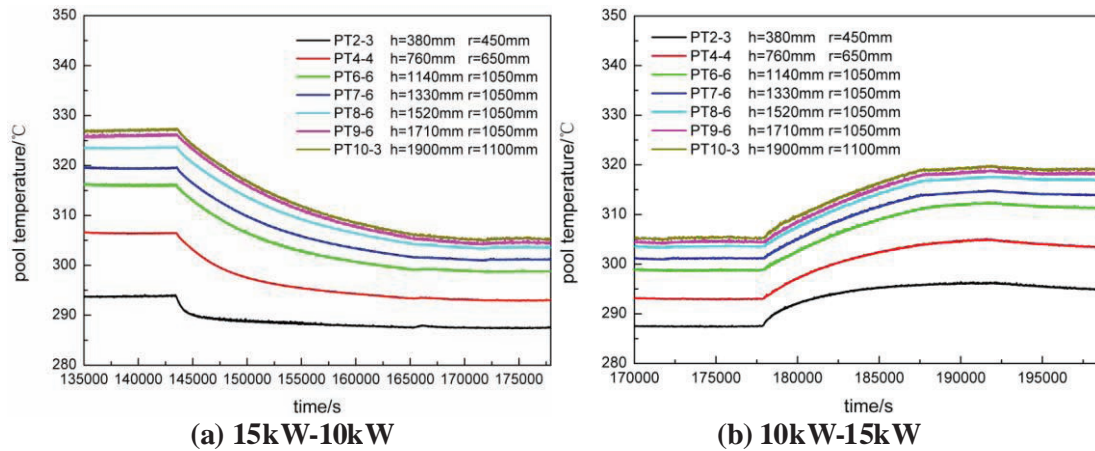 350
340
330
320
310
300
290
280
pool temperature/℃
PT2-3 h=380mm r=450mm
PT4-4 h=760mm r=650mm
PT6-6 h=1140mm r=1050mm
PT7-6 h=1330mm r=1050mm
PT8-6 h=1520mm r=1050mm
PT9-6 h=1710mm r=1050mm
PT10-3 h=1900mm r=1100mm
135000 140000 145000 150000 155000 160000 165000 170000 175000
time/s
(a) 15kW-10kW
350
340
330
320
310
300
290
280
pool temperature/℃
PT2-3 h=380mm r=450mm
PT4-4 h=760mm r=650mm
PT6-6 h=1140mm r=1050mm
PT7-6 h=1330mm r=1050mm
PT8-6 h=1520mm r=1050mm
PT9-6 h=1710mm r=1050mm
PT10-3 h=1900mm r=1100mm
170000 175000 180000 185000 190000 195000
time/s
(b) 10kW-15kW